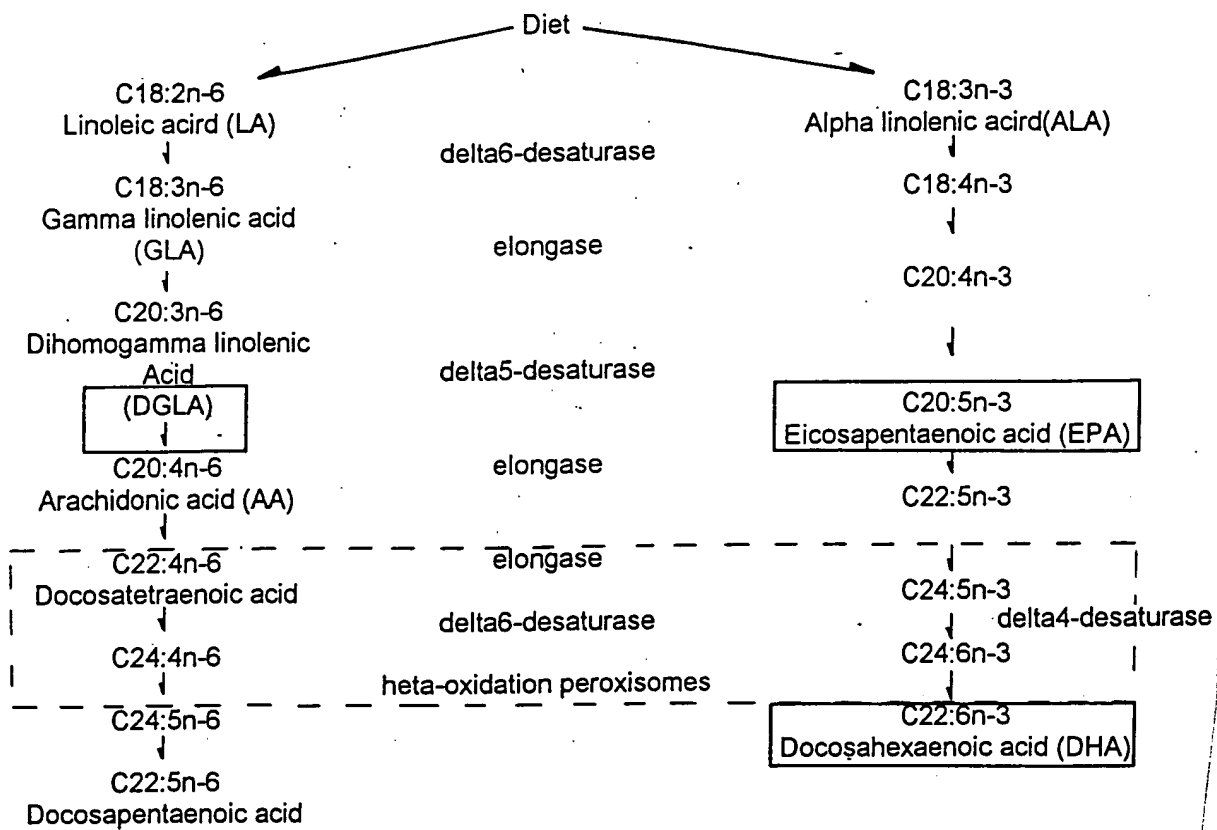 Diet
C18:2n-6
Linoleic acird (LA)
C18:3n-6
Gamma linolenic acid
(GLA)
C20:3n-6
Dihomogamma linolenic
Acid
(DGLA)
C20:4n-6
Arachidonic acid (AA)
C22:4n-6
Docosatetraenoic acid
C24:4n-6
C24:5n-6
C22:5n-6
Docosapentaenoic acid
delta6-desaturase
elongase
delta5-desaturase
elongase
elongase
delta6-desaturase
heta-oxidation peroxisomes
C18:3n-3
Alpha linolenic acird(ALA)
C18:4n-3
C20:4n-3
C20:5n-3
Eicosapentaenoic acid (EPA)
C22:5n-3
C24:5n-3
delta4-desaturase
C24:6n-3
C22:6n-3
Docosahexaenoic acid (DHA)